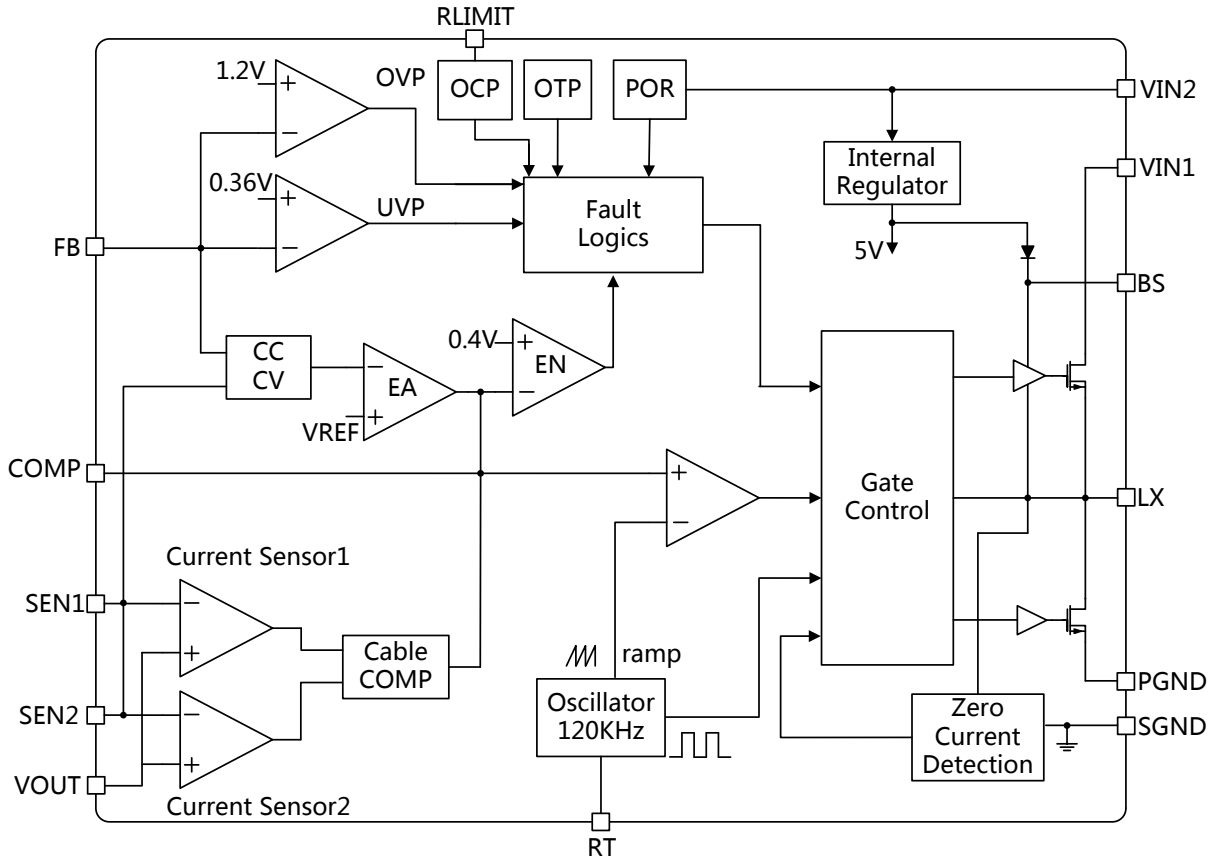 RLIMIT
1.2V
+
−
OVP
OCP
OTP
POR
VIN2
Internal
Regulator
VIN1
0.36V
+
−
UVP
Fault
Logics
5V
FB
BS
CC
CV
−
EA
+
VREF
0.4V
+
EN
−
COMP
+
−
Gate
Control
LX
Current Sensor1
SEN1
−
+
Cable
COMP
ramp
SEN2
−
+
Oscillator
120KHz
Zero
Current
Detection
PGND
SGND
VOUT
Current Sensor2
RT